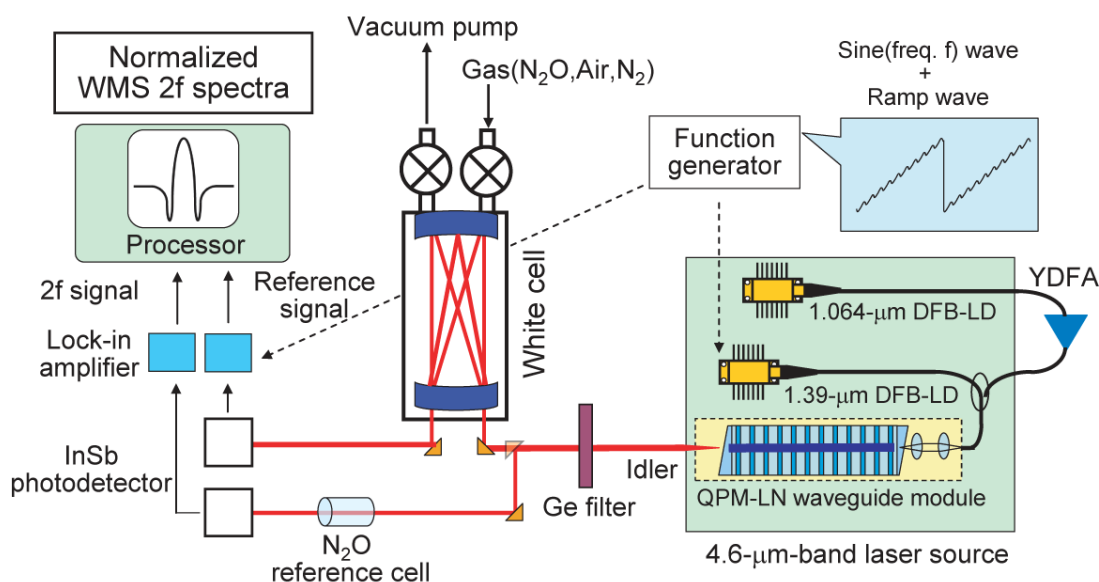 Vacuum pump
Normalized
WMS 2f spectra
Gas(N₂O,Air,N₂)
Sine(freq. f) wave
+
Ramp wave
Function
generator
Processor
2f signal
Reference
signal
Lock-in
amplifier
White cell
YDFA
1.064-μm DFB-LD
1.39-μm DFB-LD
InSb
photodetector
Idler
Ge filter
QPM-LN waveguide module
N₂O
reference cell
4.6-μm-band laser source